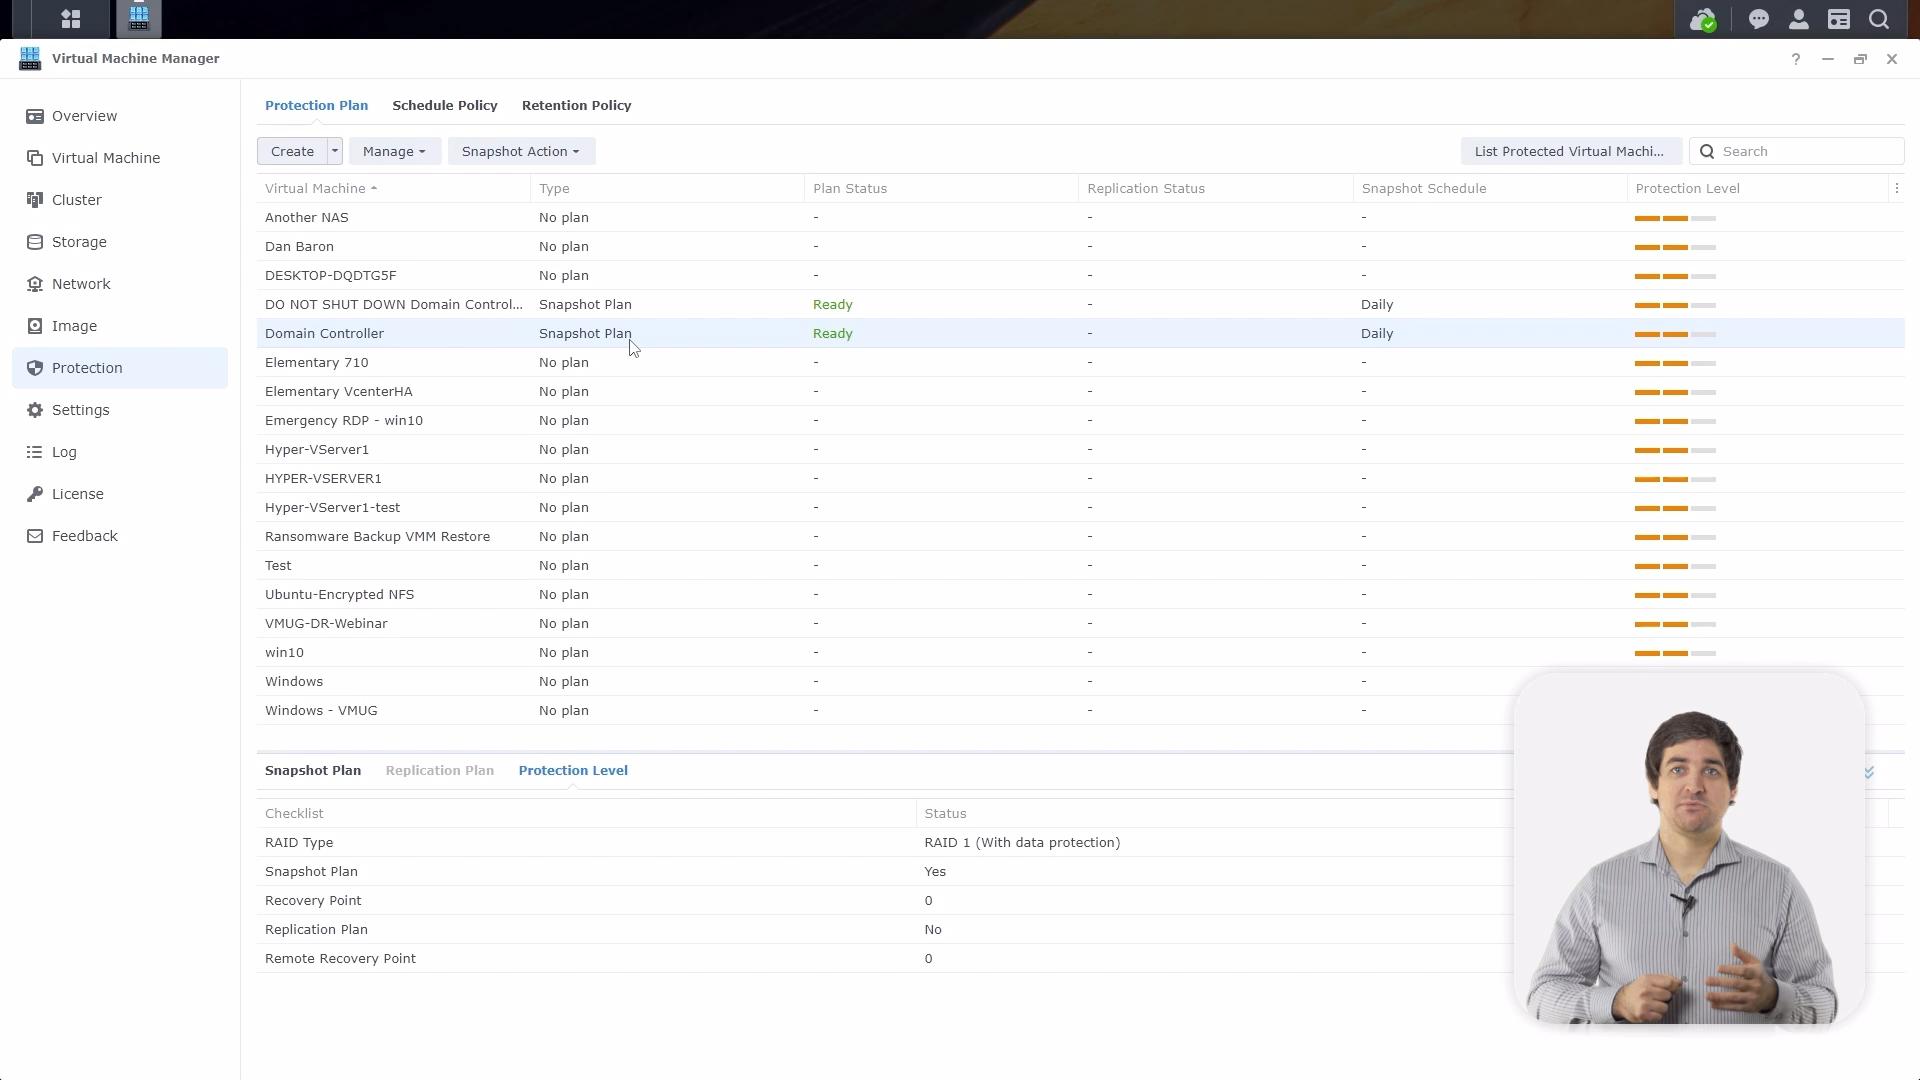 Virtual Machine Manager
?
Overview
Virtual Machine
Cluster
Storage
Network
Image
Protection
Settings
Log
License
Feedback
Protection Plan Schedule Policy Retention Policy
Create Manage Snapshot Action List Protected Virtual Machi... Search
Virtual Machine Type Plan Status Replication Status Snapshot Schedule Protection Level
Another NAS No plan - - -
Dan Baron No plan - - -
DESKTOP-DQDTG5F No plan - - -
DO NOT SHUT DOWN Domain Control... Snapshot Plan Ready - Daily
Domain Controller Snapshot Plan Ready - Daily
Elementary 710 No plan - - -
Elementary VcenterHA No plan - - -
Emergency RDP - win10 No plan - - -
Hyper-VServer1 No plan - - -
HYPER-VSERVER1 No plan - - -
Hyper-VServer1-test No plan - - -
Ransomware Backup VMM Restore No plan - - -
Test No plan - - -
Ubuntu-Encrypted NFS No plan - - -
VMUG-DR-Webinar No plan - - -
win10 No plan - - -
Windows No plan - - -
Windows - VMUG No plan - - -
Snapshot Plan Replication Plan Protection Level
Checklist Status
RAID Type RAID 1 (With data protection)
Snapshot Plan Yes
Recovery Point 0
Replication Plan No
Remote Recovery Point 0